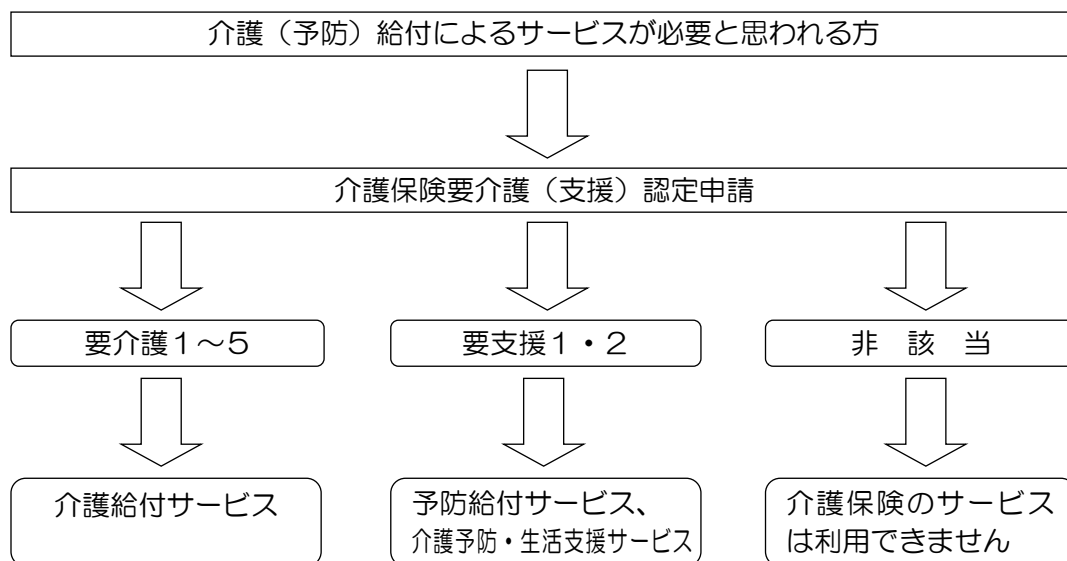 介護（予防）給付によるサービスが必要と思われる方
介護保険要介護（支援）認定申請
要介護１～５
要支援１・２
非　該　当
介護給付サービス
予防給付サービス、
介護予防・生活支援サービス
介護保険のサービス
は利用できません